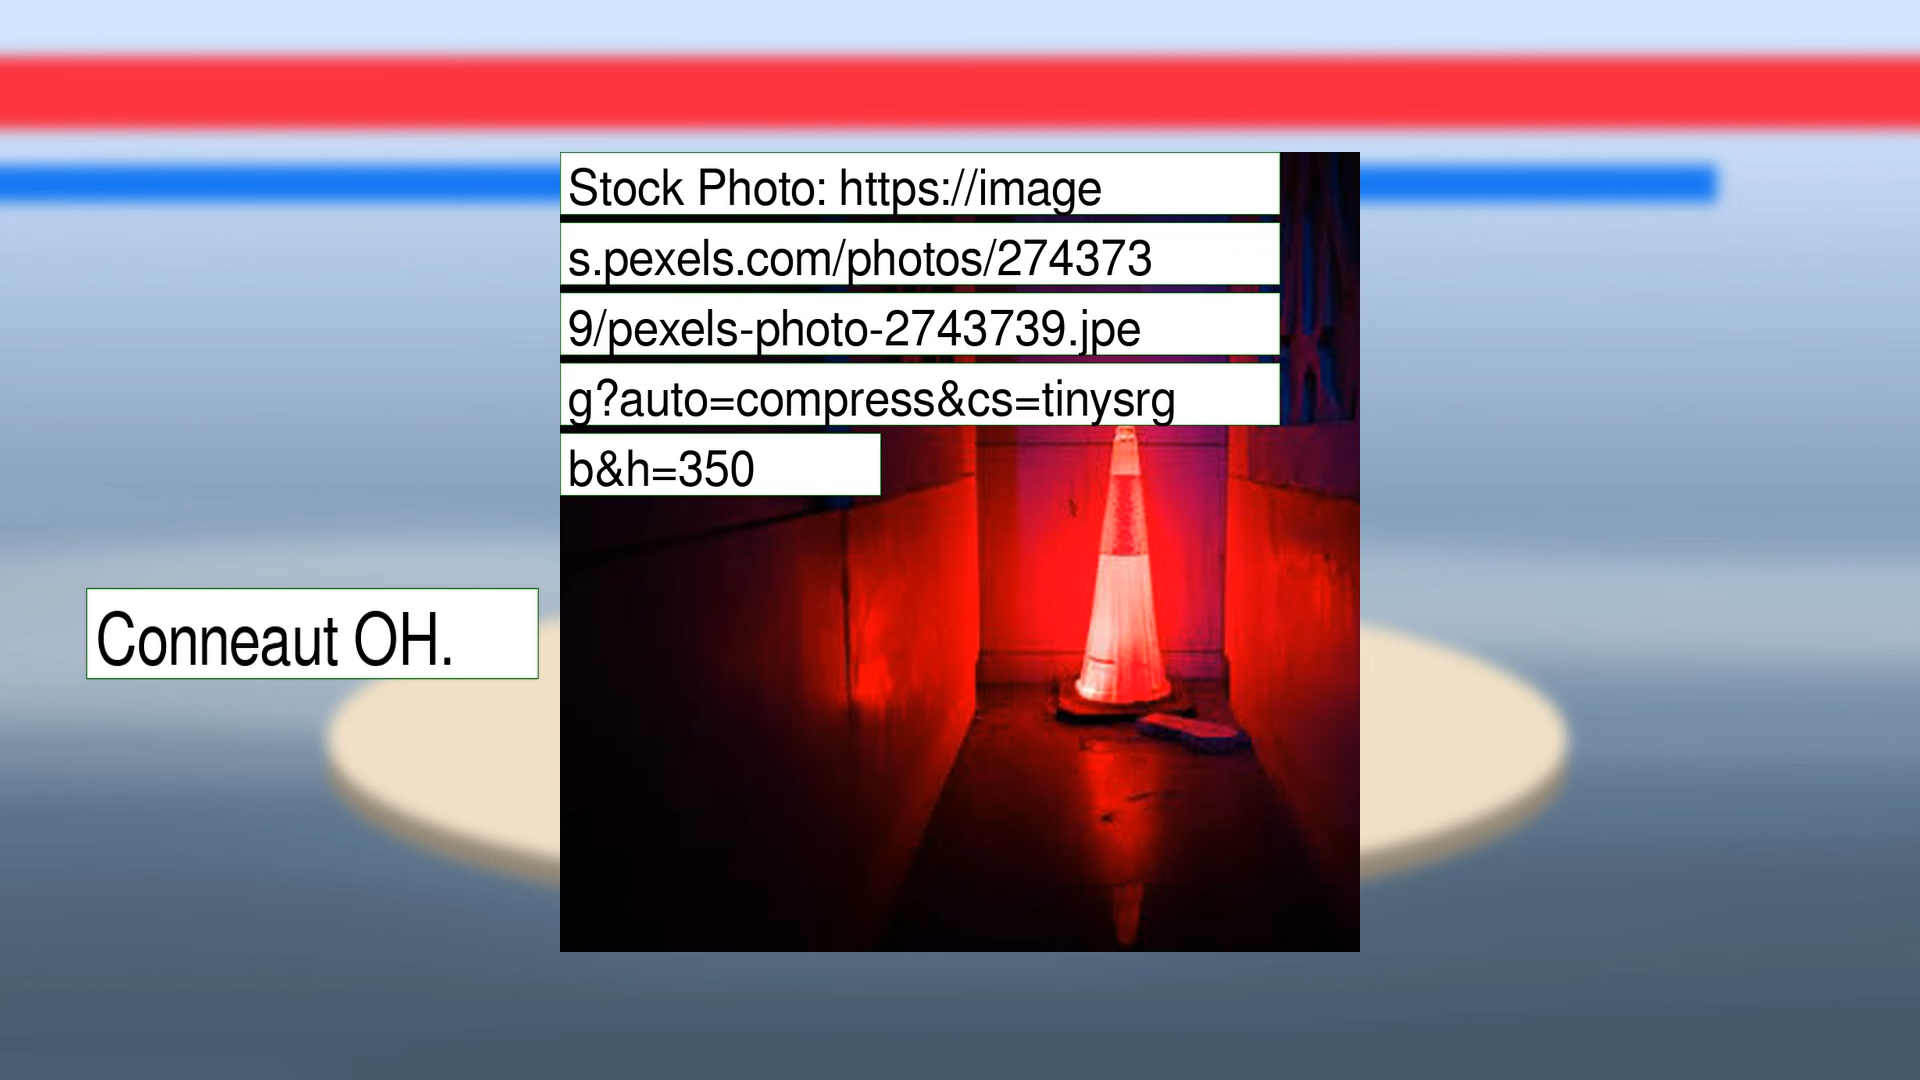 Stock Photo: https://image
s.pexels.com/photos/274373
9/pexels-photo-2743739.jpe
g?auto=compress&cs=tinysrg
b&h=350
Conneaut OH.